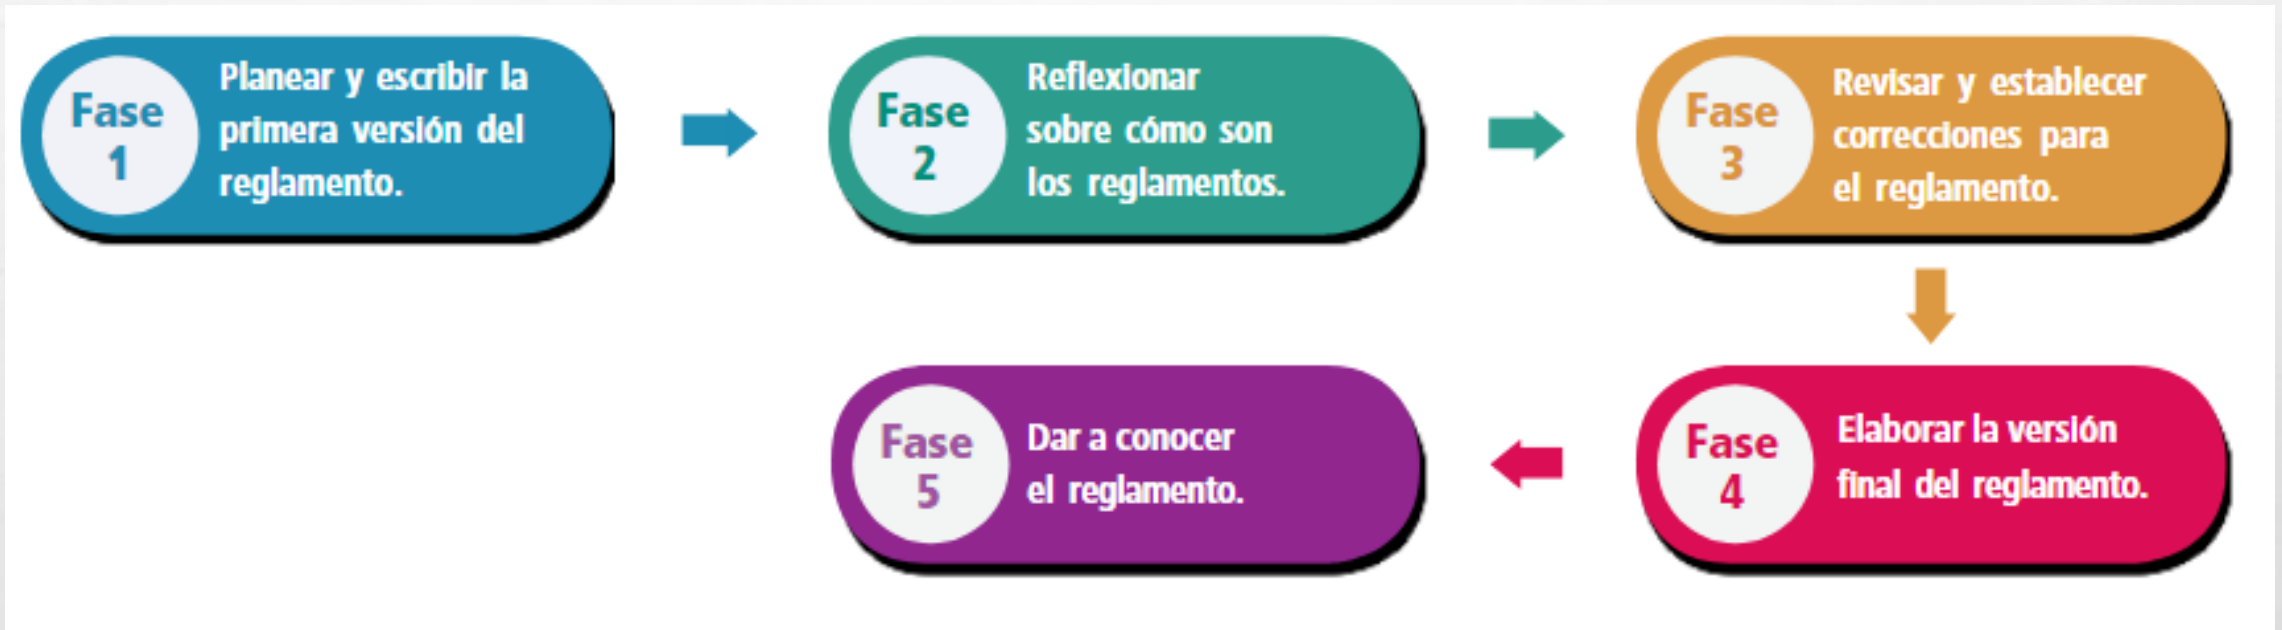 Fase
1
Planear y escribir la
primera versión del
reglamento.
Fase
2
Reflexionar
sobre cómo son
los reglamentos.
Fase
3
Revisar y establecer
correcciones para
el reglamento.
Fase
4
Elaborar la versión
final del reglamento.
Fase
5
Dar a conocer
el reglamento.